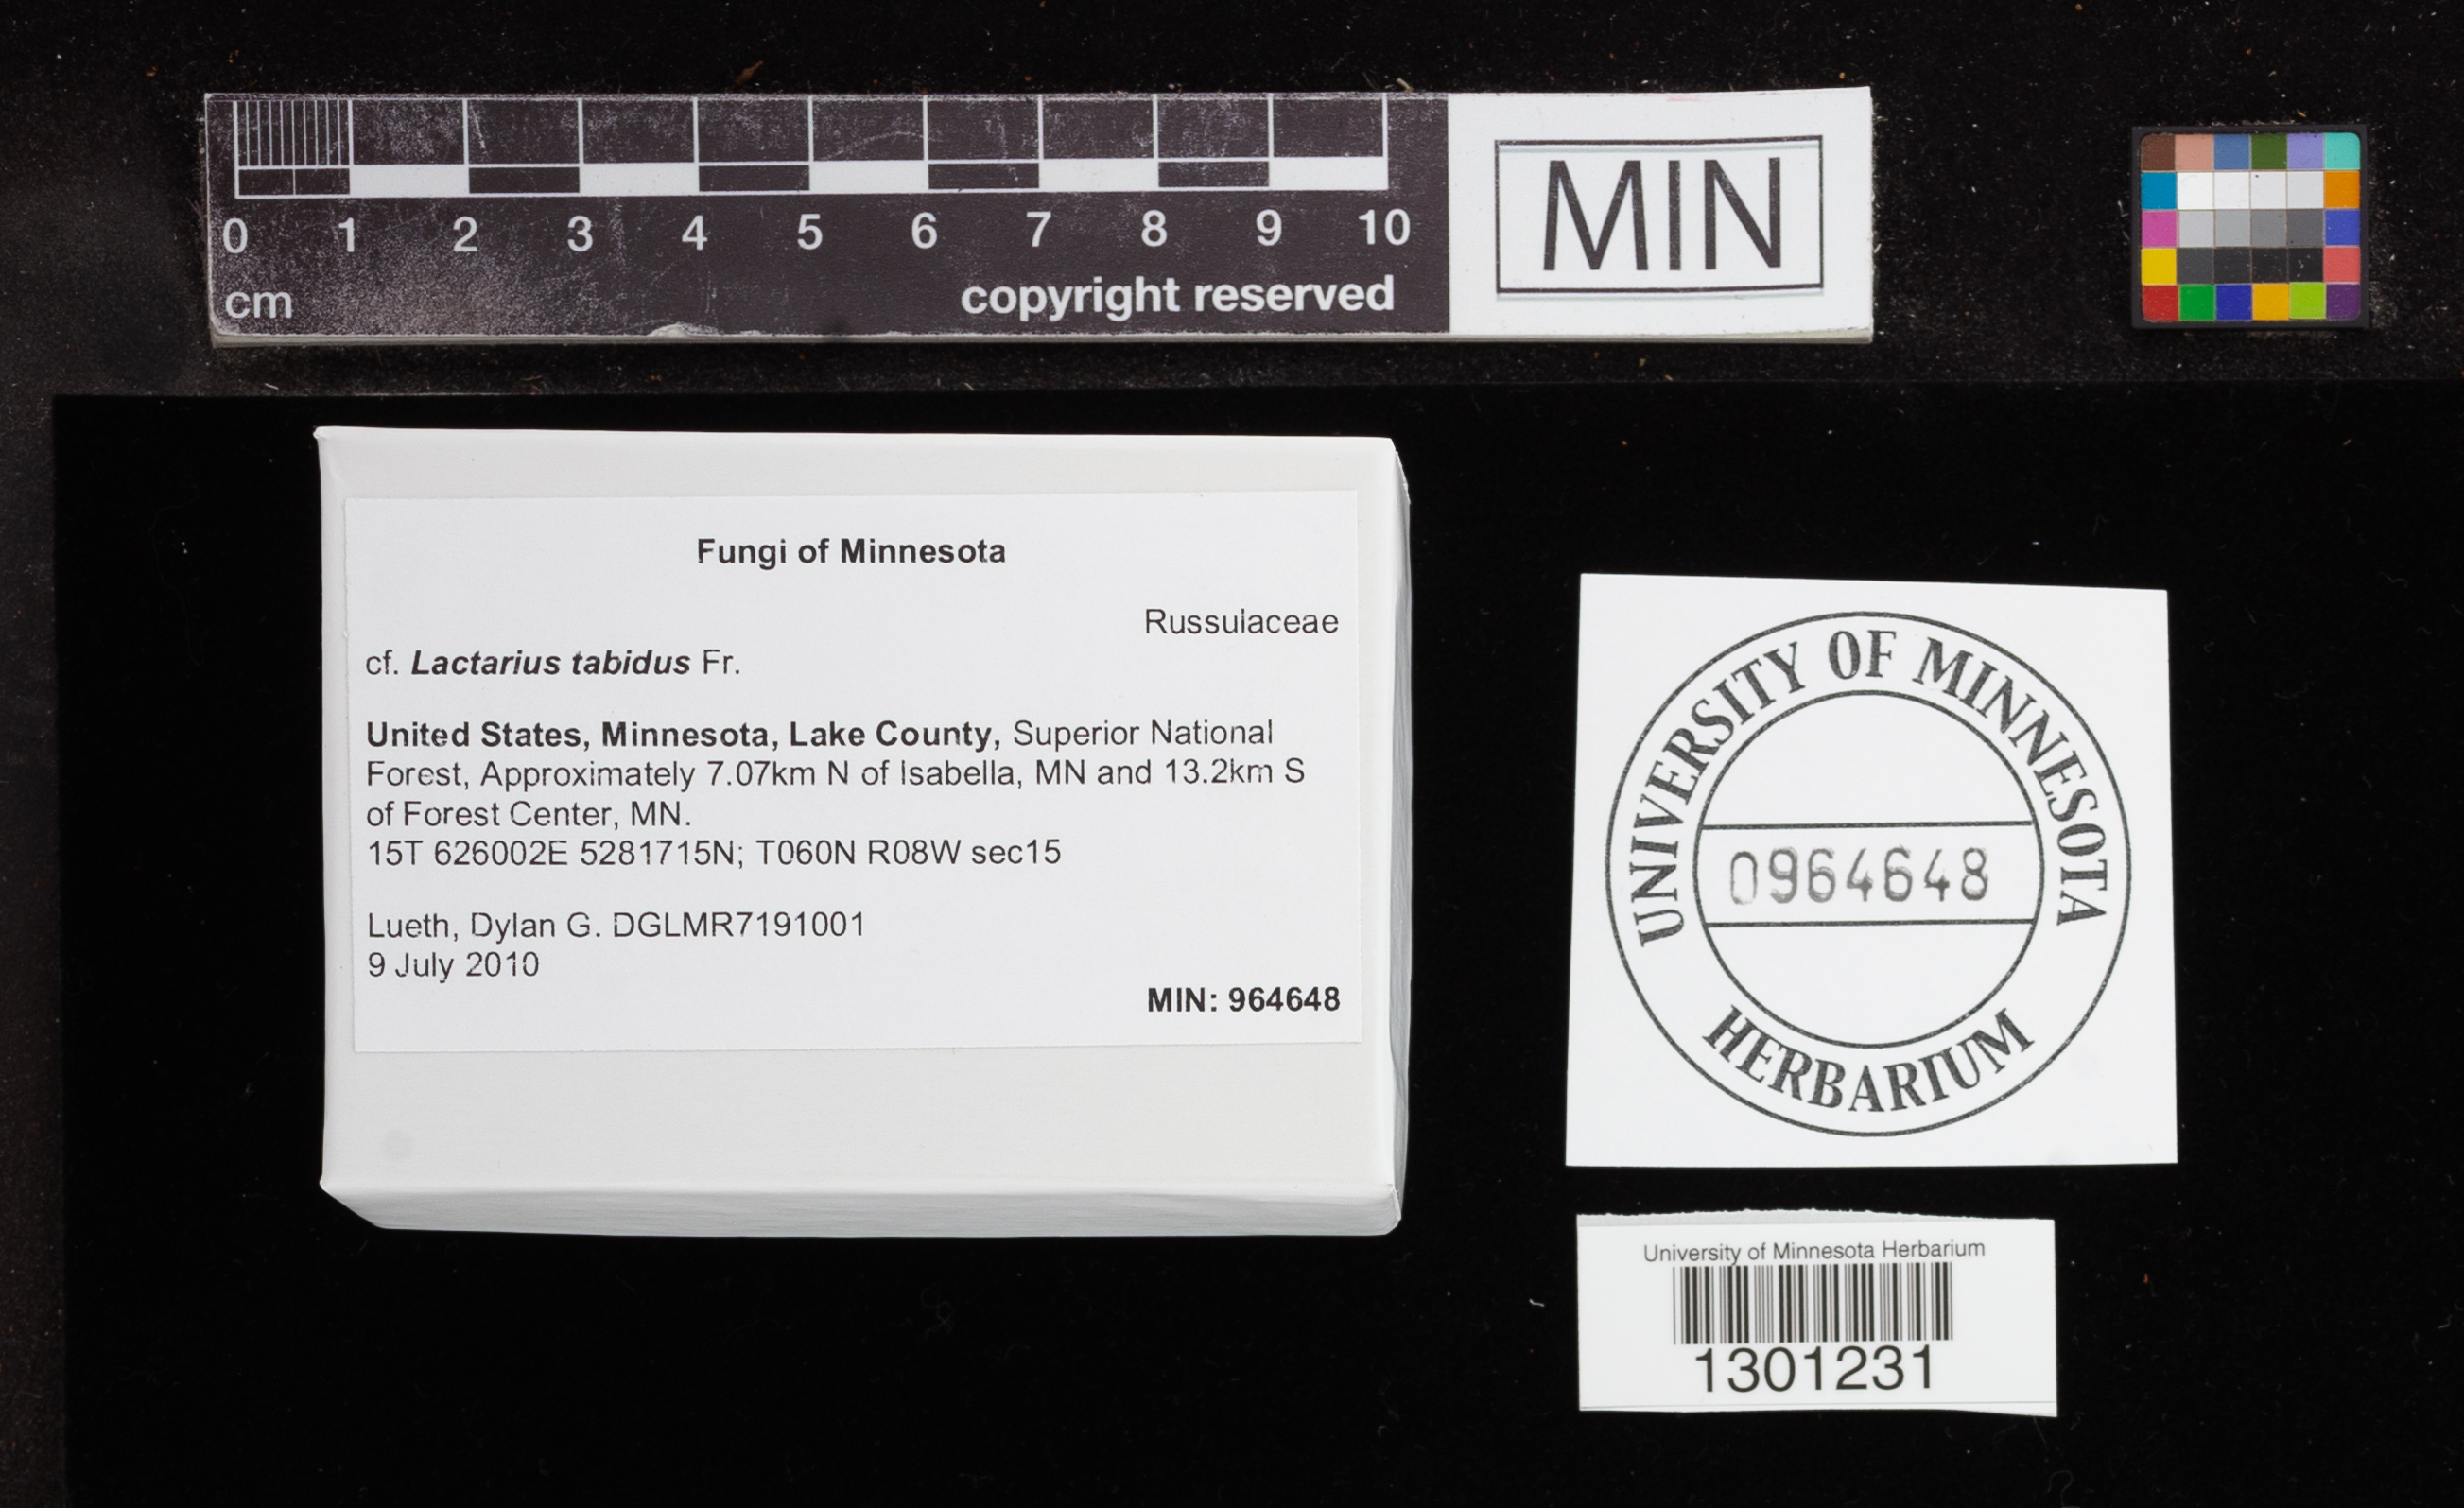 0 1 2 3 4 5 6 7 8 9 10
cm
copyright reserved
MIN
Fungi of Minnesota
Russulaceae
cf. Lactarius tabidus Fr.
United States, Minnesota, Lake County, Superior National
Forest, Approximately 7.07km N of Isabella, MN and 13.2km S
of Forest Center, MN.
15T 626002E 5281715N; T060N R08W sec15
Lueth, Dylan G. DGLMR7191001
9 July 2010
MIN: 964648
UNIVERSITY OF MINNESOTA
0964648
HERBARIUM
University of Minnesota Herbarium
1301231